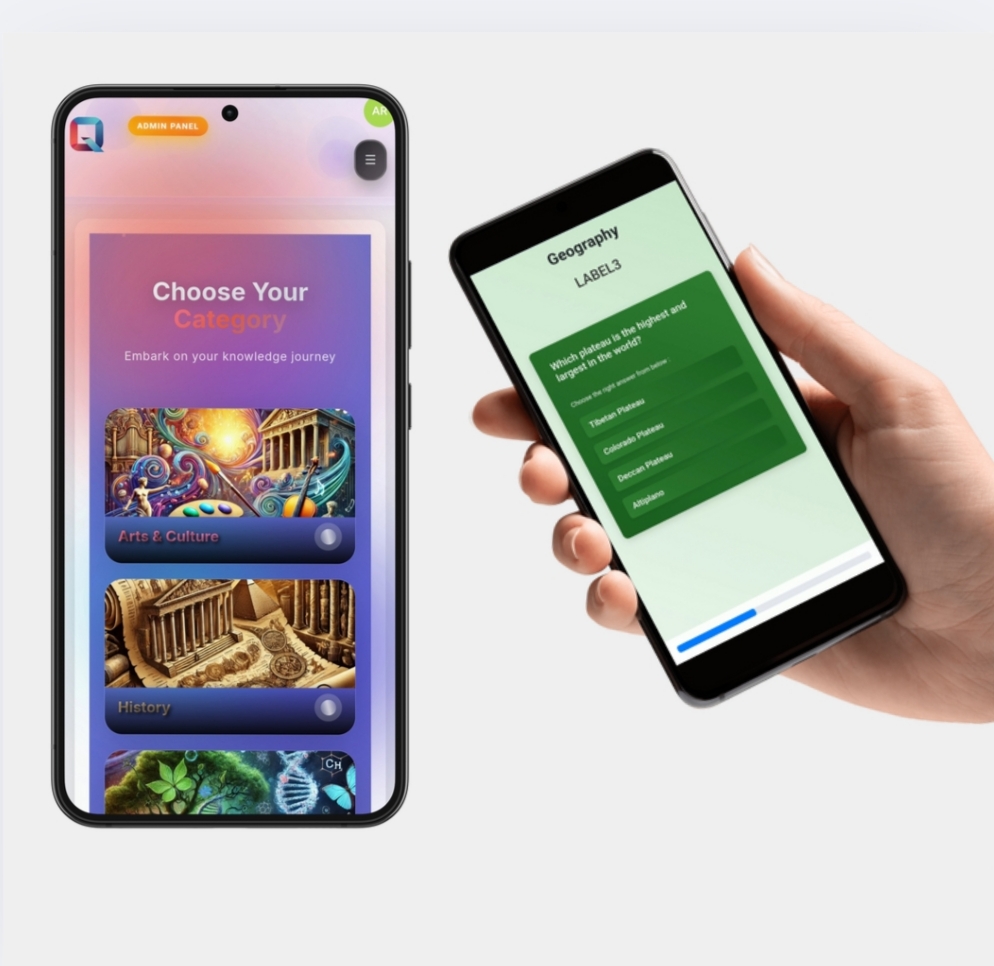 ADMIN PANEL
AR
☰
Choose Your
Category
Embark on your knowledge journey
Arts & Culture
History
CH
Geography
LABEL3
Which plateau is the highest and
largest in the world?
Choose the right answer from below :
Tibetan Plateau
Colorado Plateau
Deccan Plateau
Altiplano